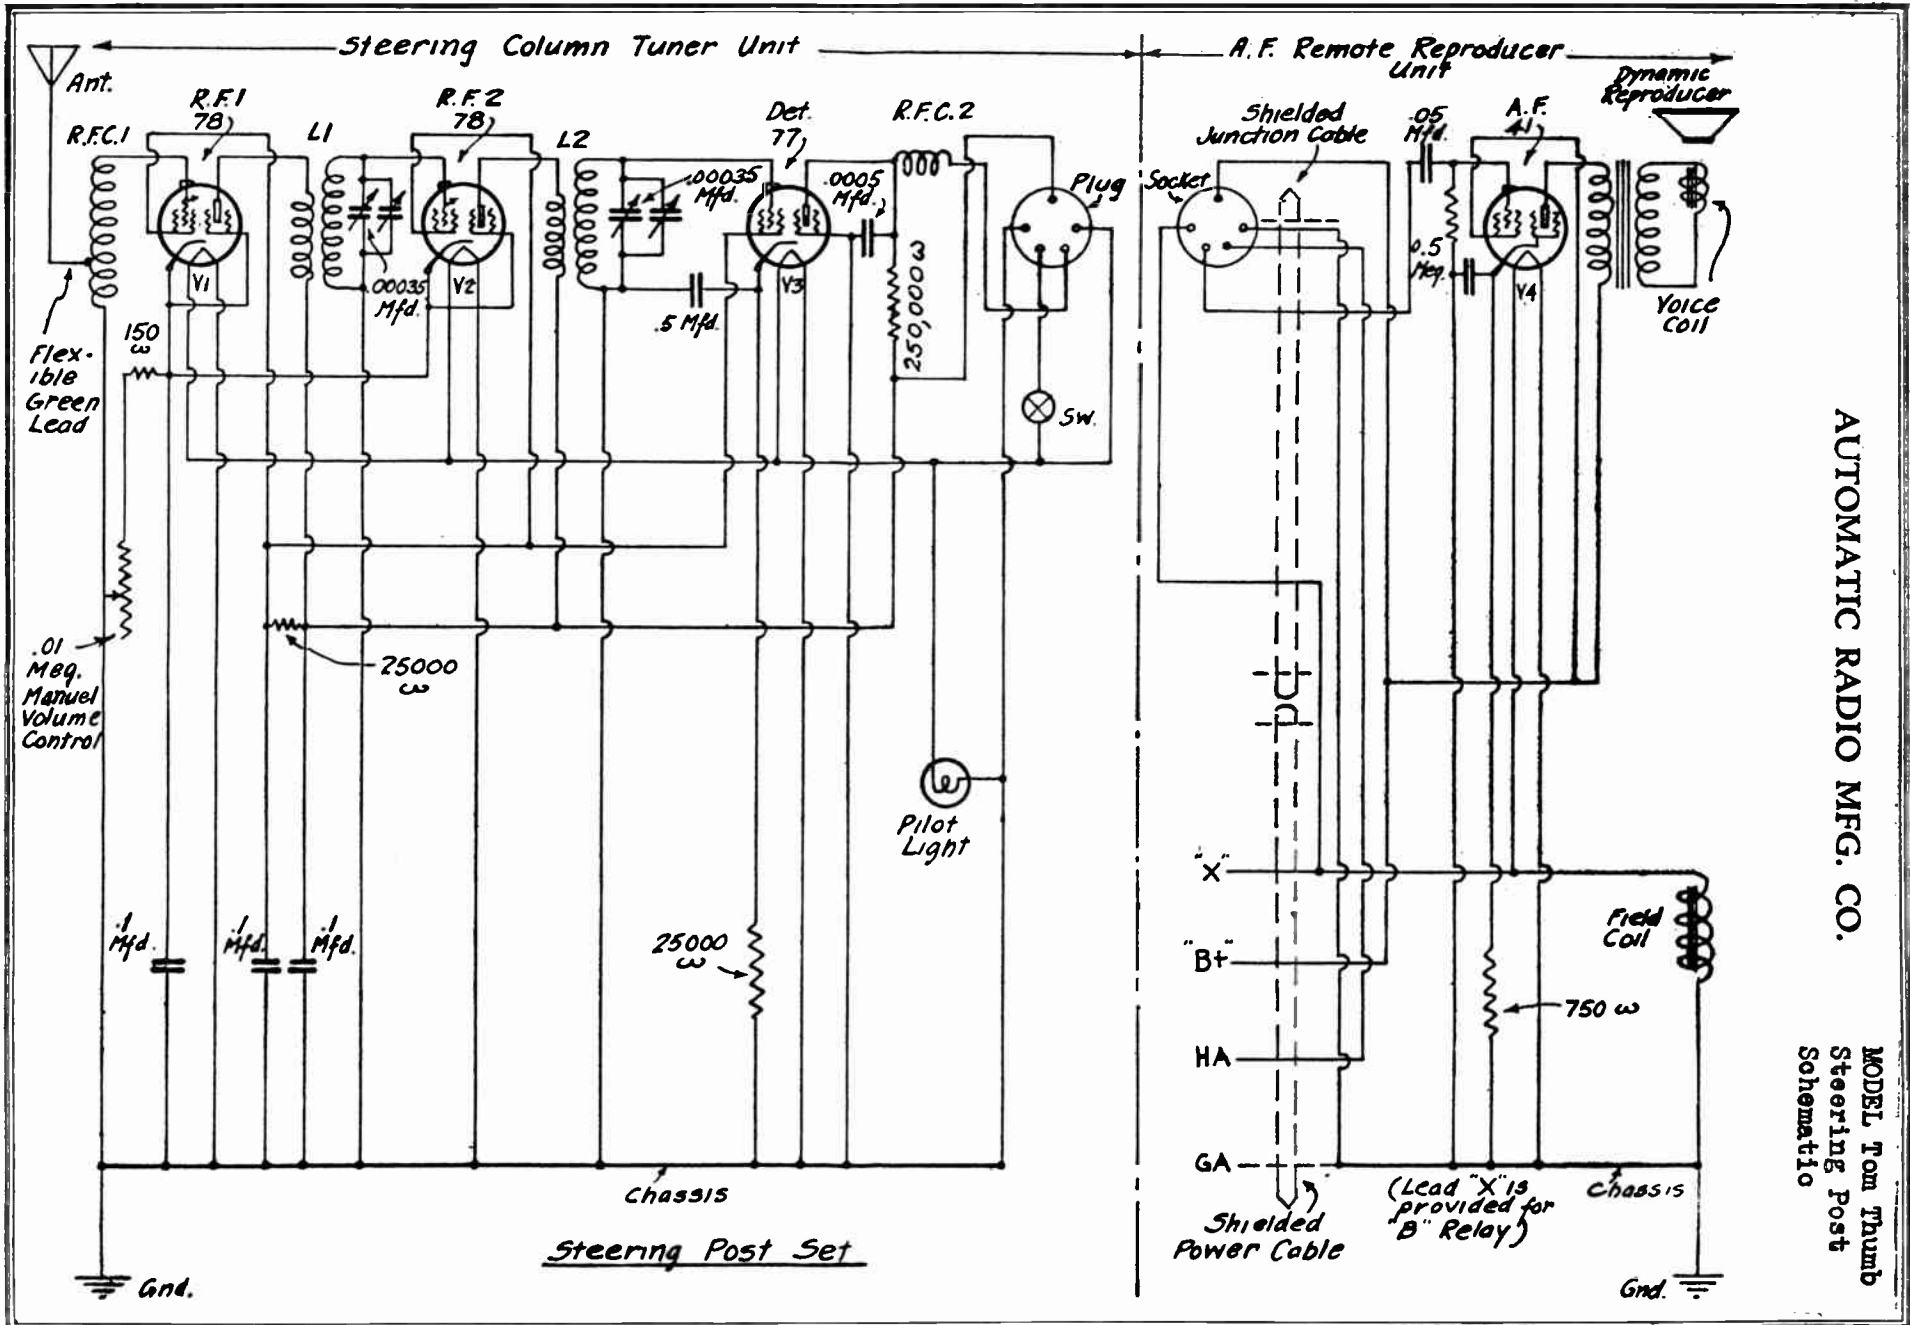 Steering Column Tuner Unit
A.F. Remote Reproducer
Unit
Ant.
R.F.C.1
R.F.1
78
L1
R.F.2
78
L2
Det.
77
R.F.C.2
Shielded
Junction Cable
.05
Mfd.
A.F.
41
Dynamic
Reproducer
.00035
Mfd.
.0005
Mfd.
Plug
Socket
V1
.00035
Mfd.
V2
.5 Mfd.
V3
250,000 ω
0.5
Meg.
V4
Voice
Coil
150
ω
Flex-
ible
Green
Lead
Sw.
.01
Meg.
Manuel
Volume
Control
25000
ω
Pilot
Light
"X"
.1
Mfd.
.1
Mfd.
.1
Mfd.
25000
ω
"B+"
Field
Coil
750 ω
HA
GA
Chassis
(Lead "X" is
provided for
"B" Relay)
Chassis
Shielded
Power Cable
Steering Post Set
Gnd.
Gnd.
AUTOMATIC RADIO MFG. CO.
MODEL Tom Thumb
Steering Post
Schematic